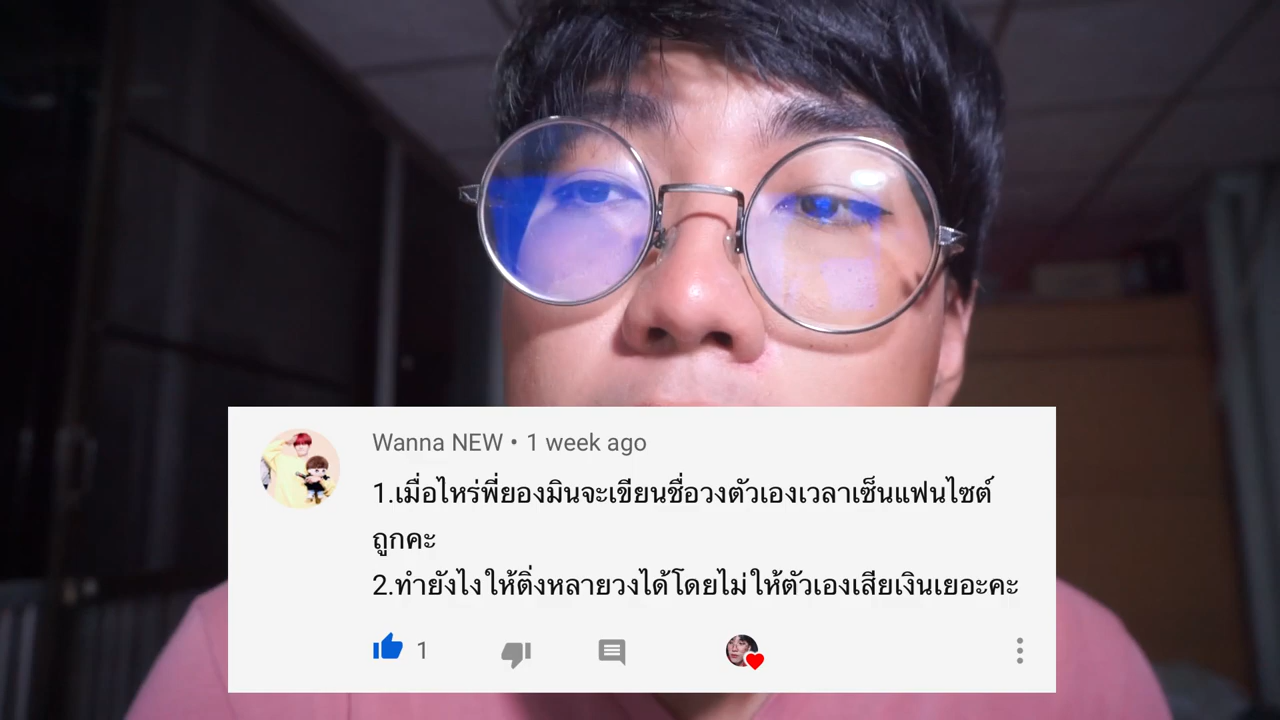 Wanna NEW • 1 week ago
1.เมื่อไหร่พี่ยองมินจะเขียนชื่อวงตัวเองเวลาเซ็นแฟนไซต์
ถูกคะ
2.ทำยังไงให้ติ่งหลายวงได้โดยไม่ให้ตัวเองเสียเงินเยอะคะ
1